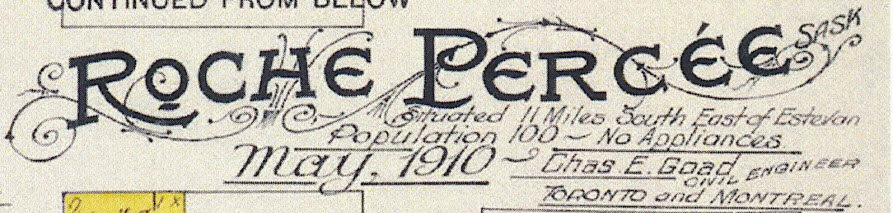 CONTINUED FROM BELOW
ROCHE PERCÉE SASK
Situated 11 Miles South East of Estevan
Population 100 ~ No Appliances
May, 1910 ~ Chas. E. Goad
CIVIL ENGINEER
TORONTO and MONTREAL.